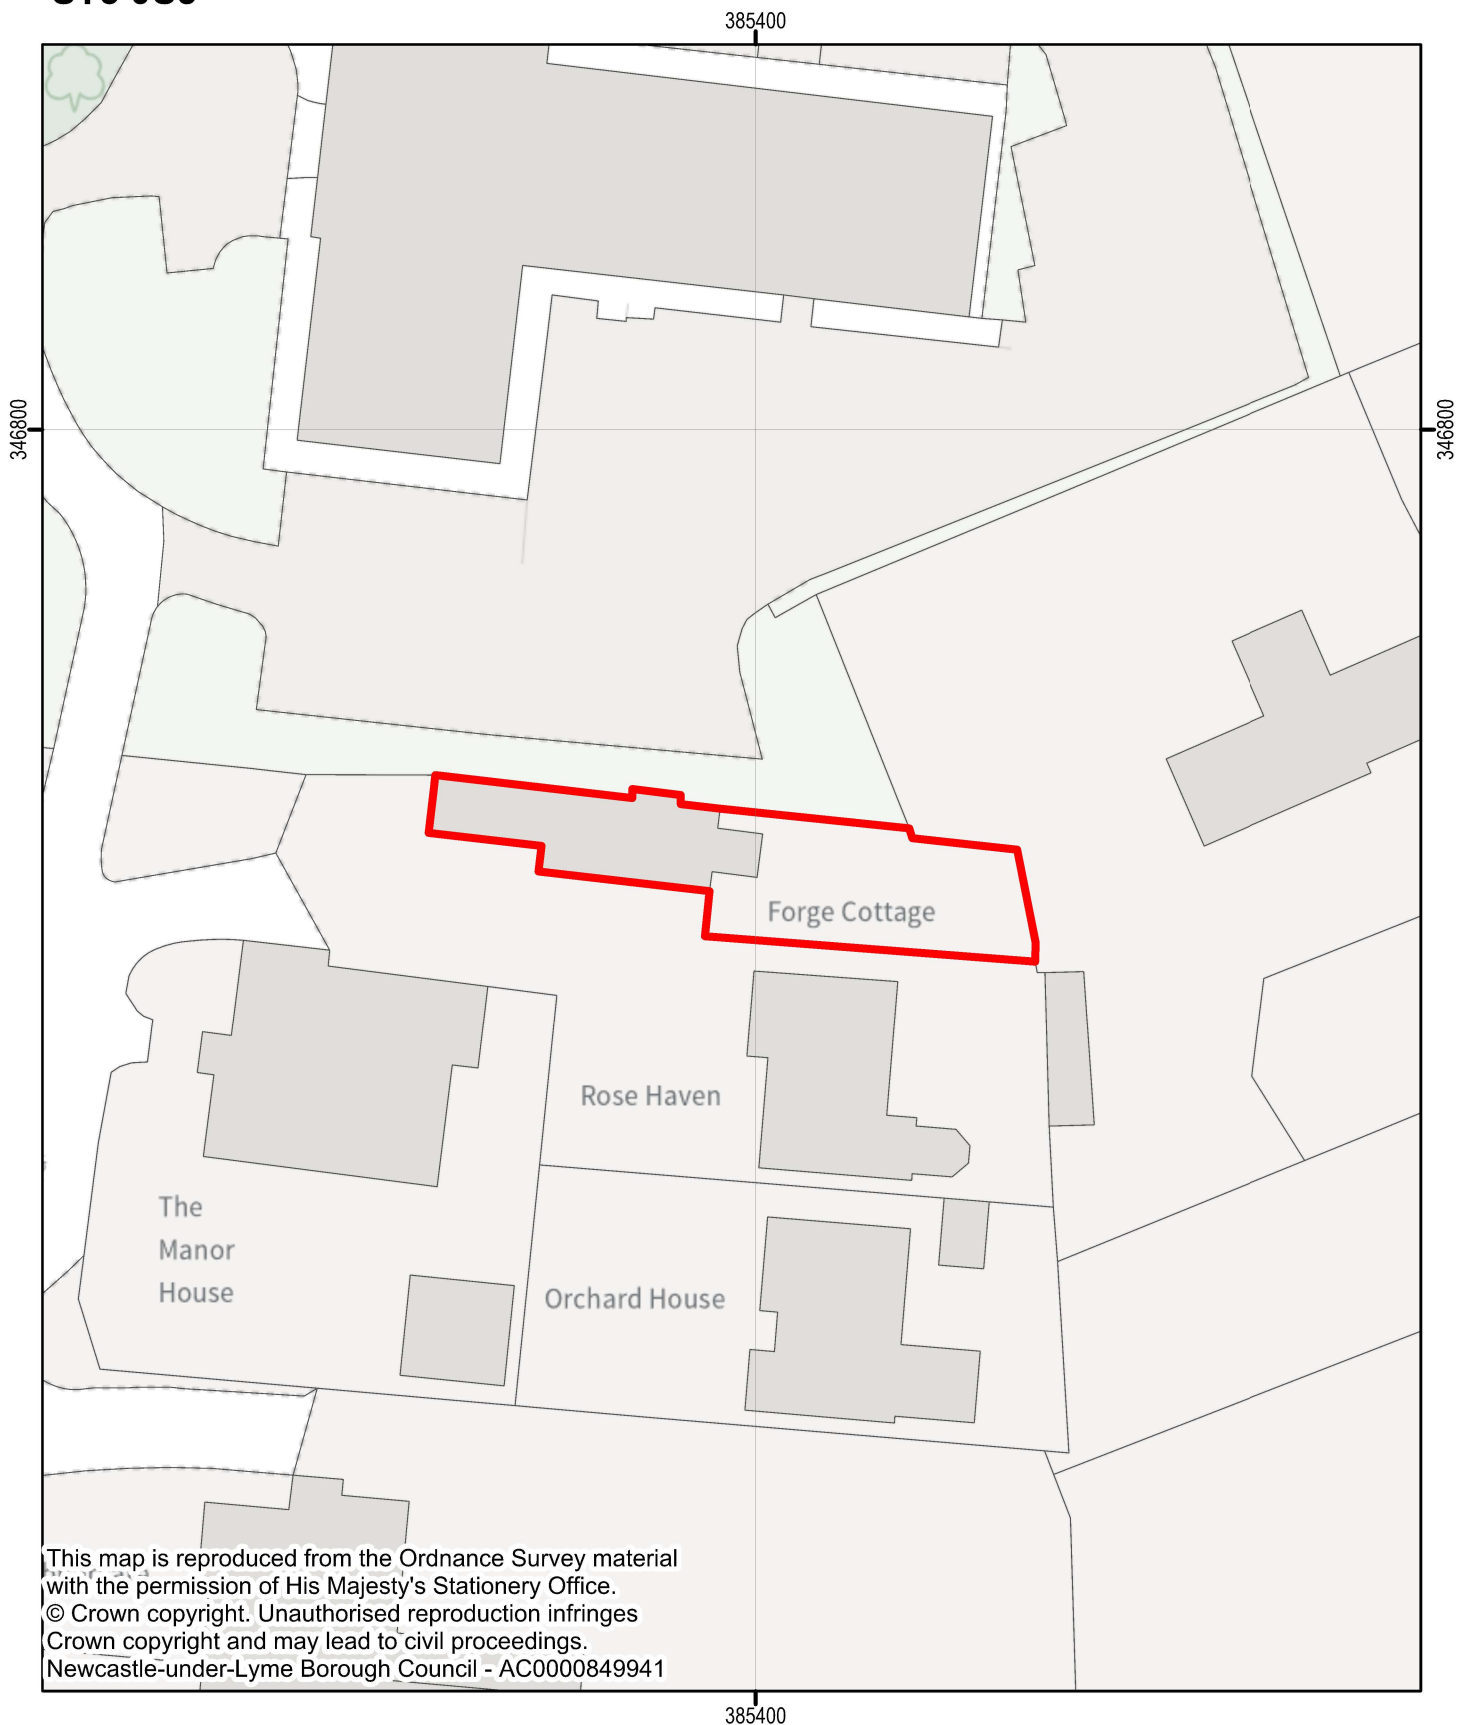 385400
346800
346800
Forge Cottage
Rose Haven
The
Manor
House
Orchard House
This map is reproduced from the Ordnance Survey material
with the permission of His Majesty's Stationery Office.
© Crown copyright. Unauthorised reproduction infringes
Crown copyright and may lead to civil proceedings.
Newcastle-under-Lyme Borough Council - AC0000849941
385400